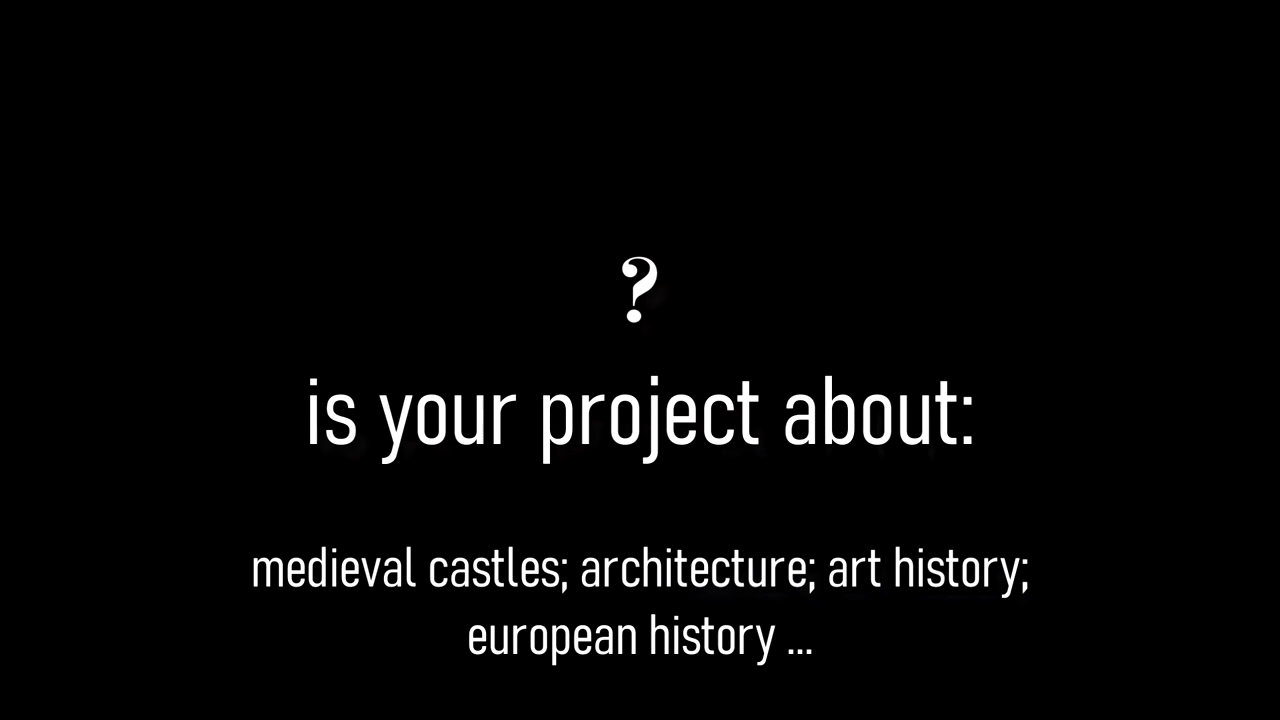 ?
is your project about:
medieval castles; architecture; art history;
european history ...